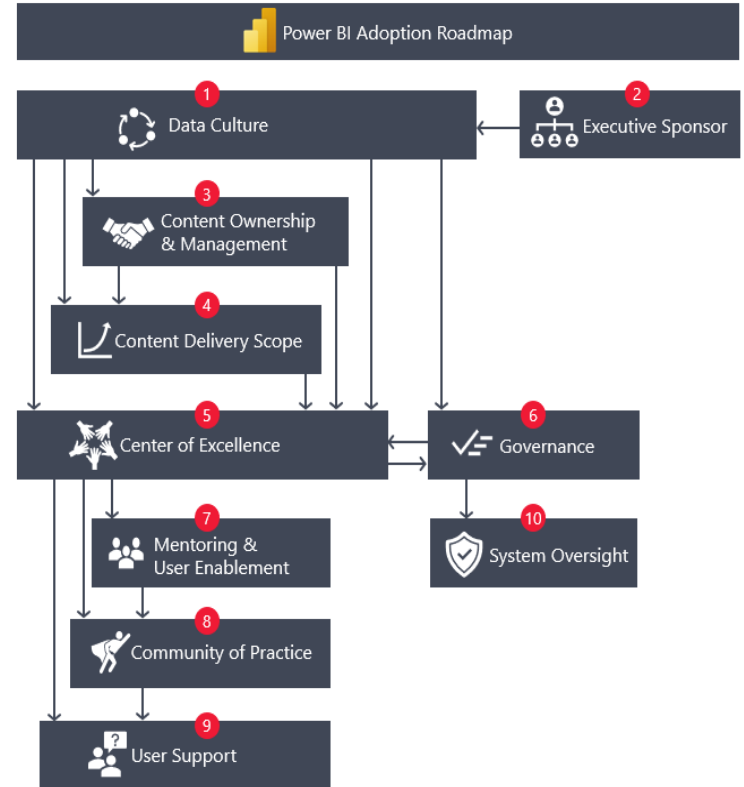 Power BI Adoption Roadmap
1
Data Culture
2
Executive Sponsor
3
Content Ownership
& Management
4
Content Delivery Scope
5
Center of Excellence
6
Governance
7
Mentoring &
User Enablement
10
System Oversight
8
Community of Practice
9
?
User Support